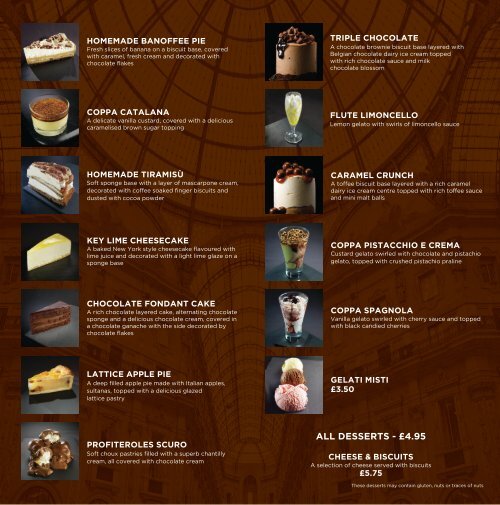 HOMEMADE BANOFFEE PIE
Fresh slices of banana on a biscuit base, covered
with caramel, fresh cream and decorated with
chocolate flakes
COPPA CATALANA
A delicate vanilla custard, covered with a delicious
caramelised brown sugar topping
HOMEMADE TIRAMISÙ
Soft sponge base with a layer of mascarpone cream,
decorated with coffee soaked finger biscuits and
dusted with cocoa powder
KEY LIME CHEESECAKE
A baked New York style cheesecake flavoured with
lime juice and decorated with a light lime glaze on a
sponge base
CHOCOLATE FONDANT CAKE
A rich chocolate layered cake, alternating chocolate
sponge and a delicious chocolate cream, covered in
a chocolate ganache with the side decorated by
chocolate flakes
LATTICE APPLE PIE
A deep filled apple pie made with Italian apples,
sultanas, topped with a delicious glazed
lattice pastry
PROFITEROLES SCURO
Soft choux pastries filled with a superb chantilly
cream, all covered with chocolate cream
TRIPLE CHOCOLATE
A chocolate brownie biscuit base layered with
Belgian chocolate dairy ice cream topped
with rich chocolate sauce and milk
chocolate blossom
FLUTE LIMONCELLO
Lemon gelato with swirls of limoncello sauce
CARAMEL CRUNCH
A toffee biscuit base layered with a rich caramel
dairy ice cream centre topped with rich toffee sauce
and mini malt balls
COPPA PISTACCHIO E CREMA
Custard gelato swirled with chocolate and pistachio
gelato, topped with crushed pistachio praline
COPPA SPAGNOLA
Vanilla gelato swirled with cherry sauce and topped
with black candied cherries
GELATI MISTI
£3.50
ALL DESSERTS - £4.95
CHEESE & BISCUITS
A selection of cheese served with biscuits
£5.75
These desserts may contain gluten, nuts or traces of nuts